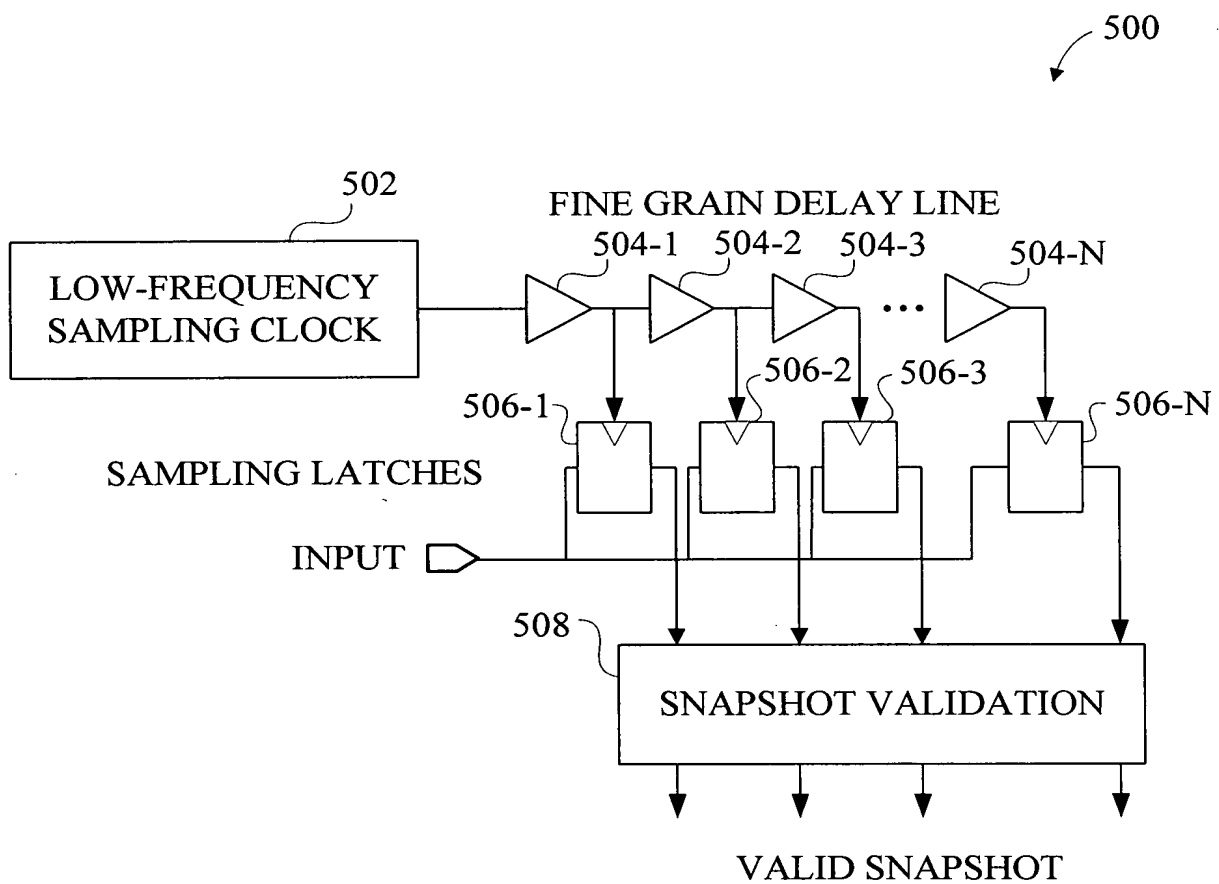 500
502
FINE GRAIN DELAY LINE
504-1
504-2
504-3
504-N
LOW-FREQUENCY
SAMPLING CLOCK
...
506-1
506-2
506-3
506-N
SAMPLING LATCHES
INPUT
508
SNAPSHOT VALIDATION
VALID SNAPSHOT